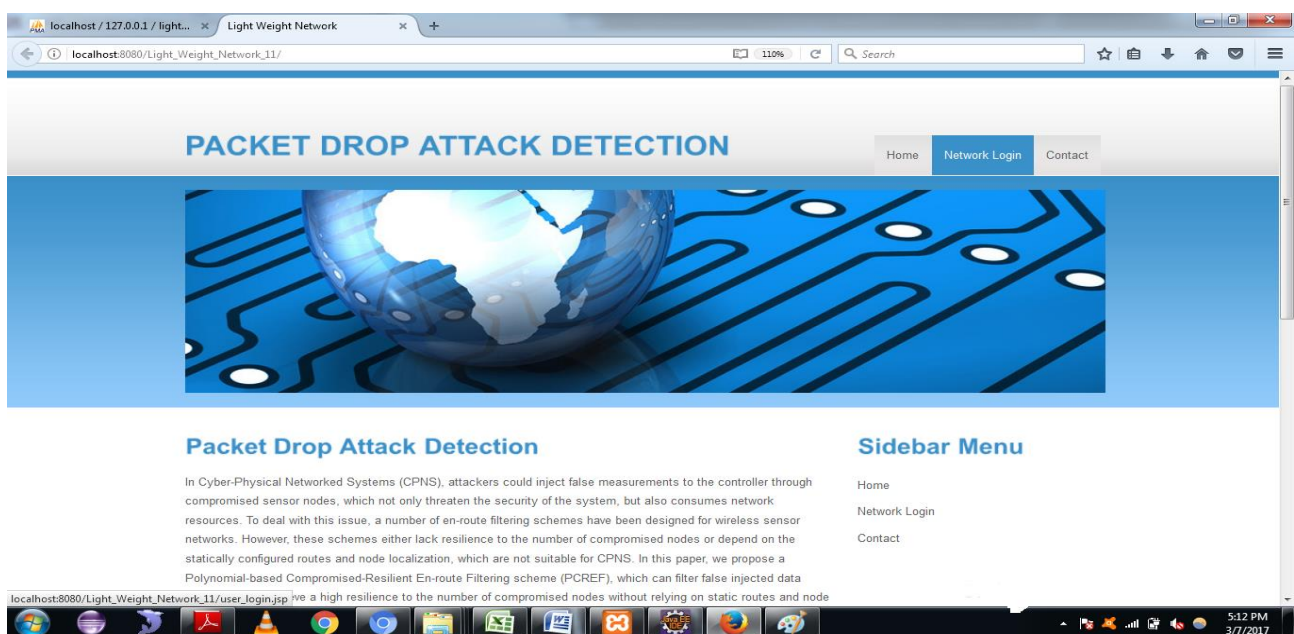 localhost / 127.0.0.1 / light...
Light Weight Network
localhost:8080/Light_Weight_Network_11/
110%
Search
PACKET DROP ATTACK DETECTION
Home
Network Login
Contact
Packet Drop Attack Detection
In Cyber-Physical Networked Systems (CPNS), attackers could inject false measurements to the controller through
compromised sensor nodes, which not only threaten the security of the system, but also consumes network
resources. To deal with this issue, a number of en-route filtering schemes have been designed for wireless sensor
networks. However, these schemes either lack resilience to the number of compromised nodes or depend on the
statically configured routes and node localization, which are not suitable for CPNS. In this paper, we propose a
Polynomial-based Compromised-Resilient En-route Filtering scheme (PCREF), which can filter false injected data
ve a high resilience to the number of compromised nodes without relying on static routes and node
Sidebar Menu
Home
Network Login
Contact
localhost:8080/Light_Weight_Network_11/user_login.jsp
Java EE
IDE
5:12 PM
3/7/2017